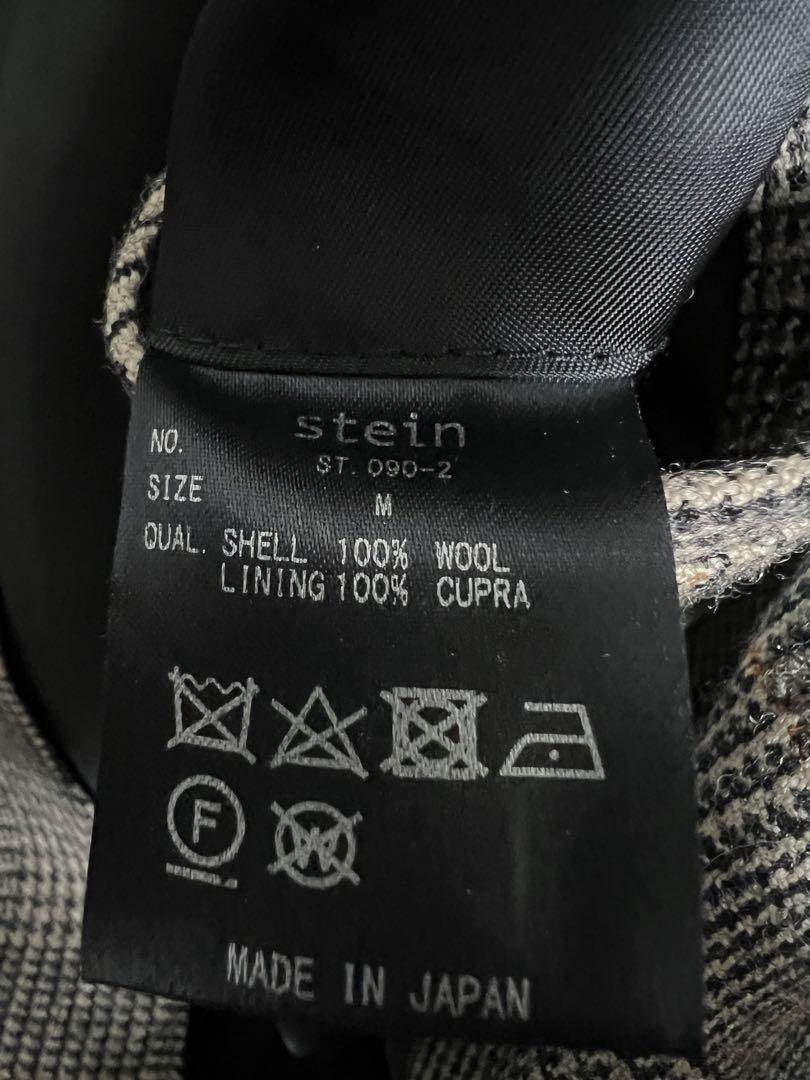 stein
NO.
ST. 090-2
SIZE
M
QUAL. SHELL 100% WOOL
LINING 100% CUPRA
F
W
MADE IN JAPAN